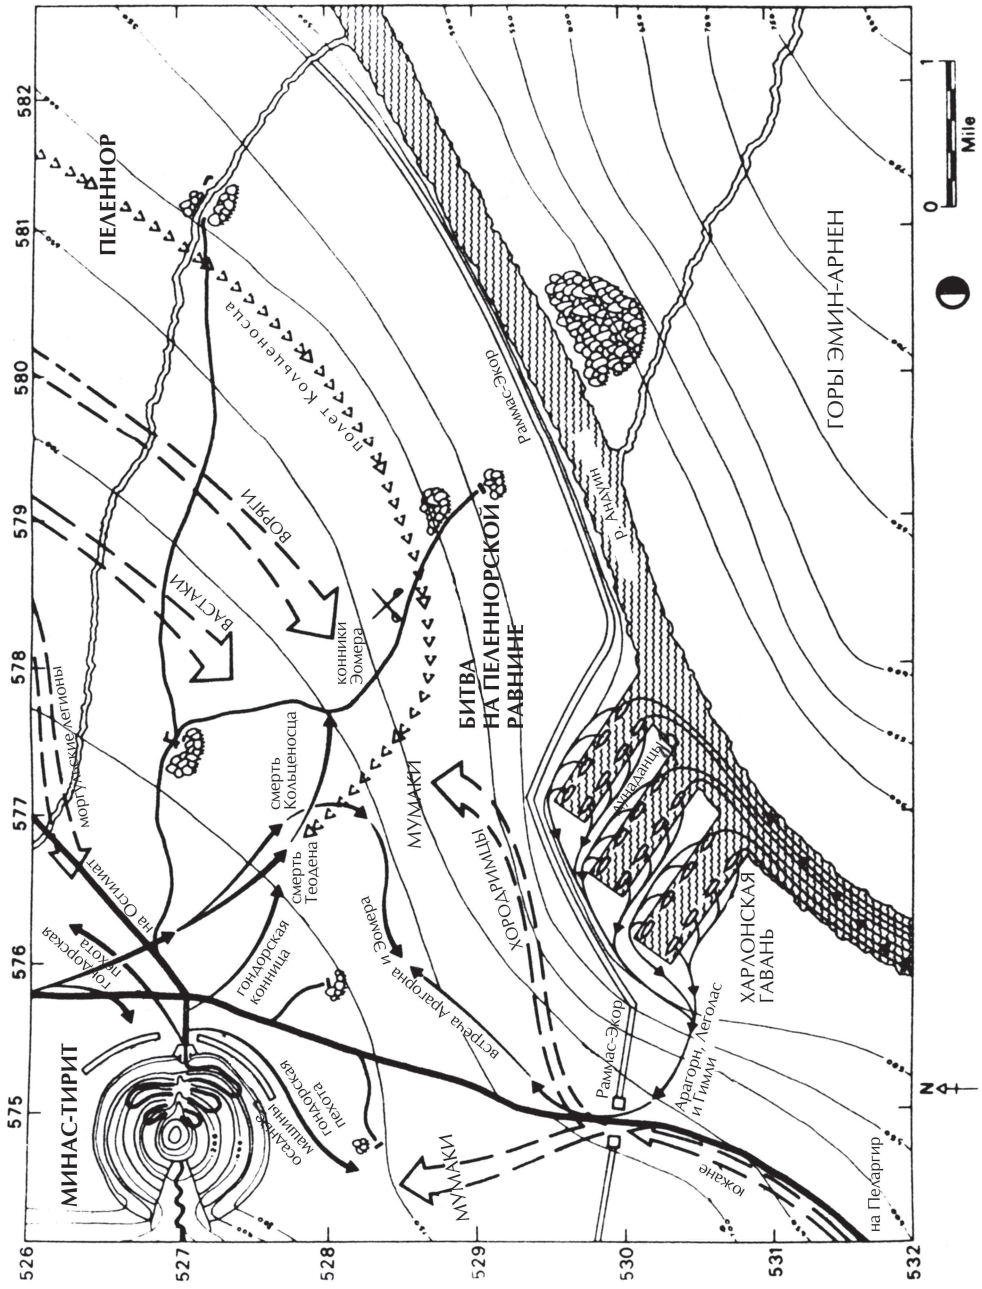 582
581
580
579
578
577
576
575
526
527
528
529
530
531
532
ПЕЛЕННОР
полет Кольценосца
ВОРЯГИ
ВАСТАКИ
моргульские легионы
на Осгилиат
гондорская
пехота
МИНАС-ТИРИТ
осадные
машины
гондорская
пехота
гондорская
конница
смерть
Теодена
смерть
Кольценосца
конники
Эомера
БИТВА
НА ПЕЛЕННОРСКОЙ
РАВНИНЕ
МУМАКИ
ХОРОДРИМЦЫ
встреча Арагорна и Эомера
МУМАКИ
Раммас-Экор
р. Андуин
Раммас-Экор
Дунаданцы
ХАРЛОНСКАЯ
ГАВАНЬ
Арагорн, Леголас
и Гимли
южане
на Пеларгир
ГОРЫ ЭМИН-АРНЕН
0
1
Mile
N